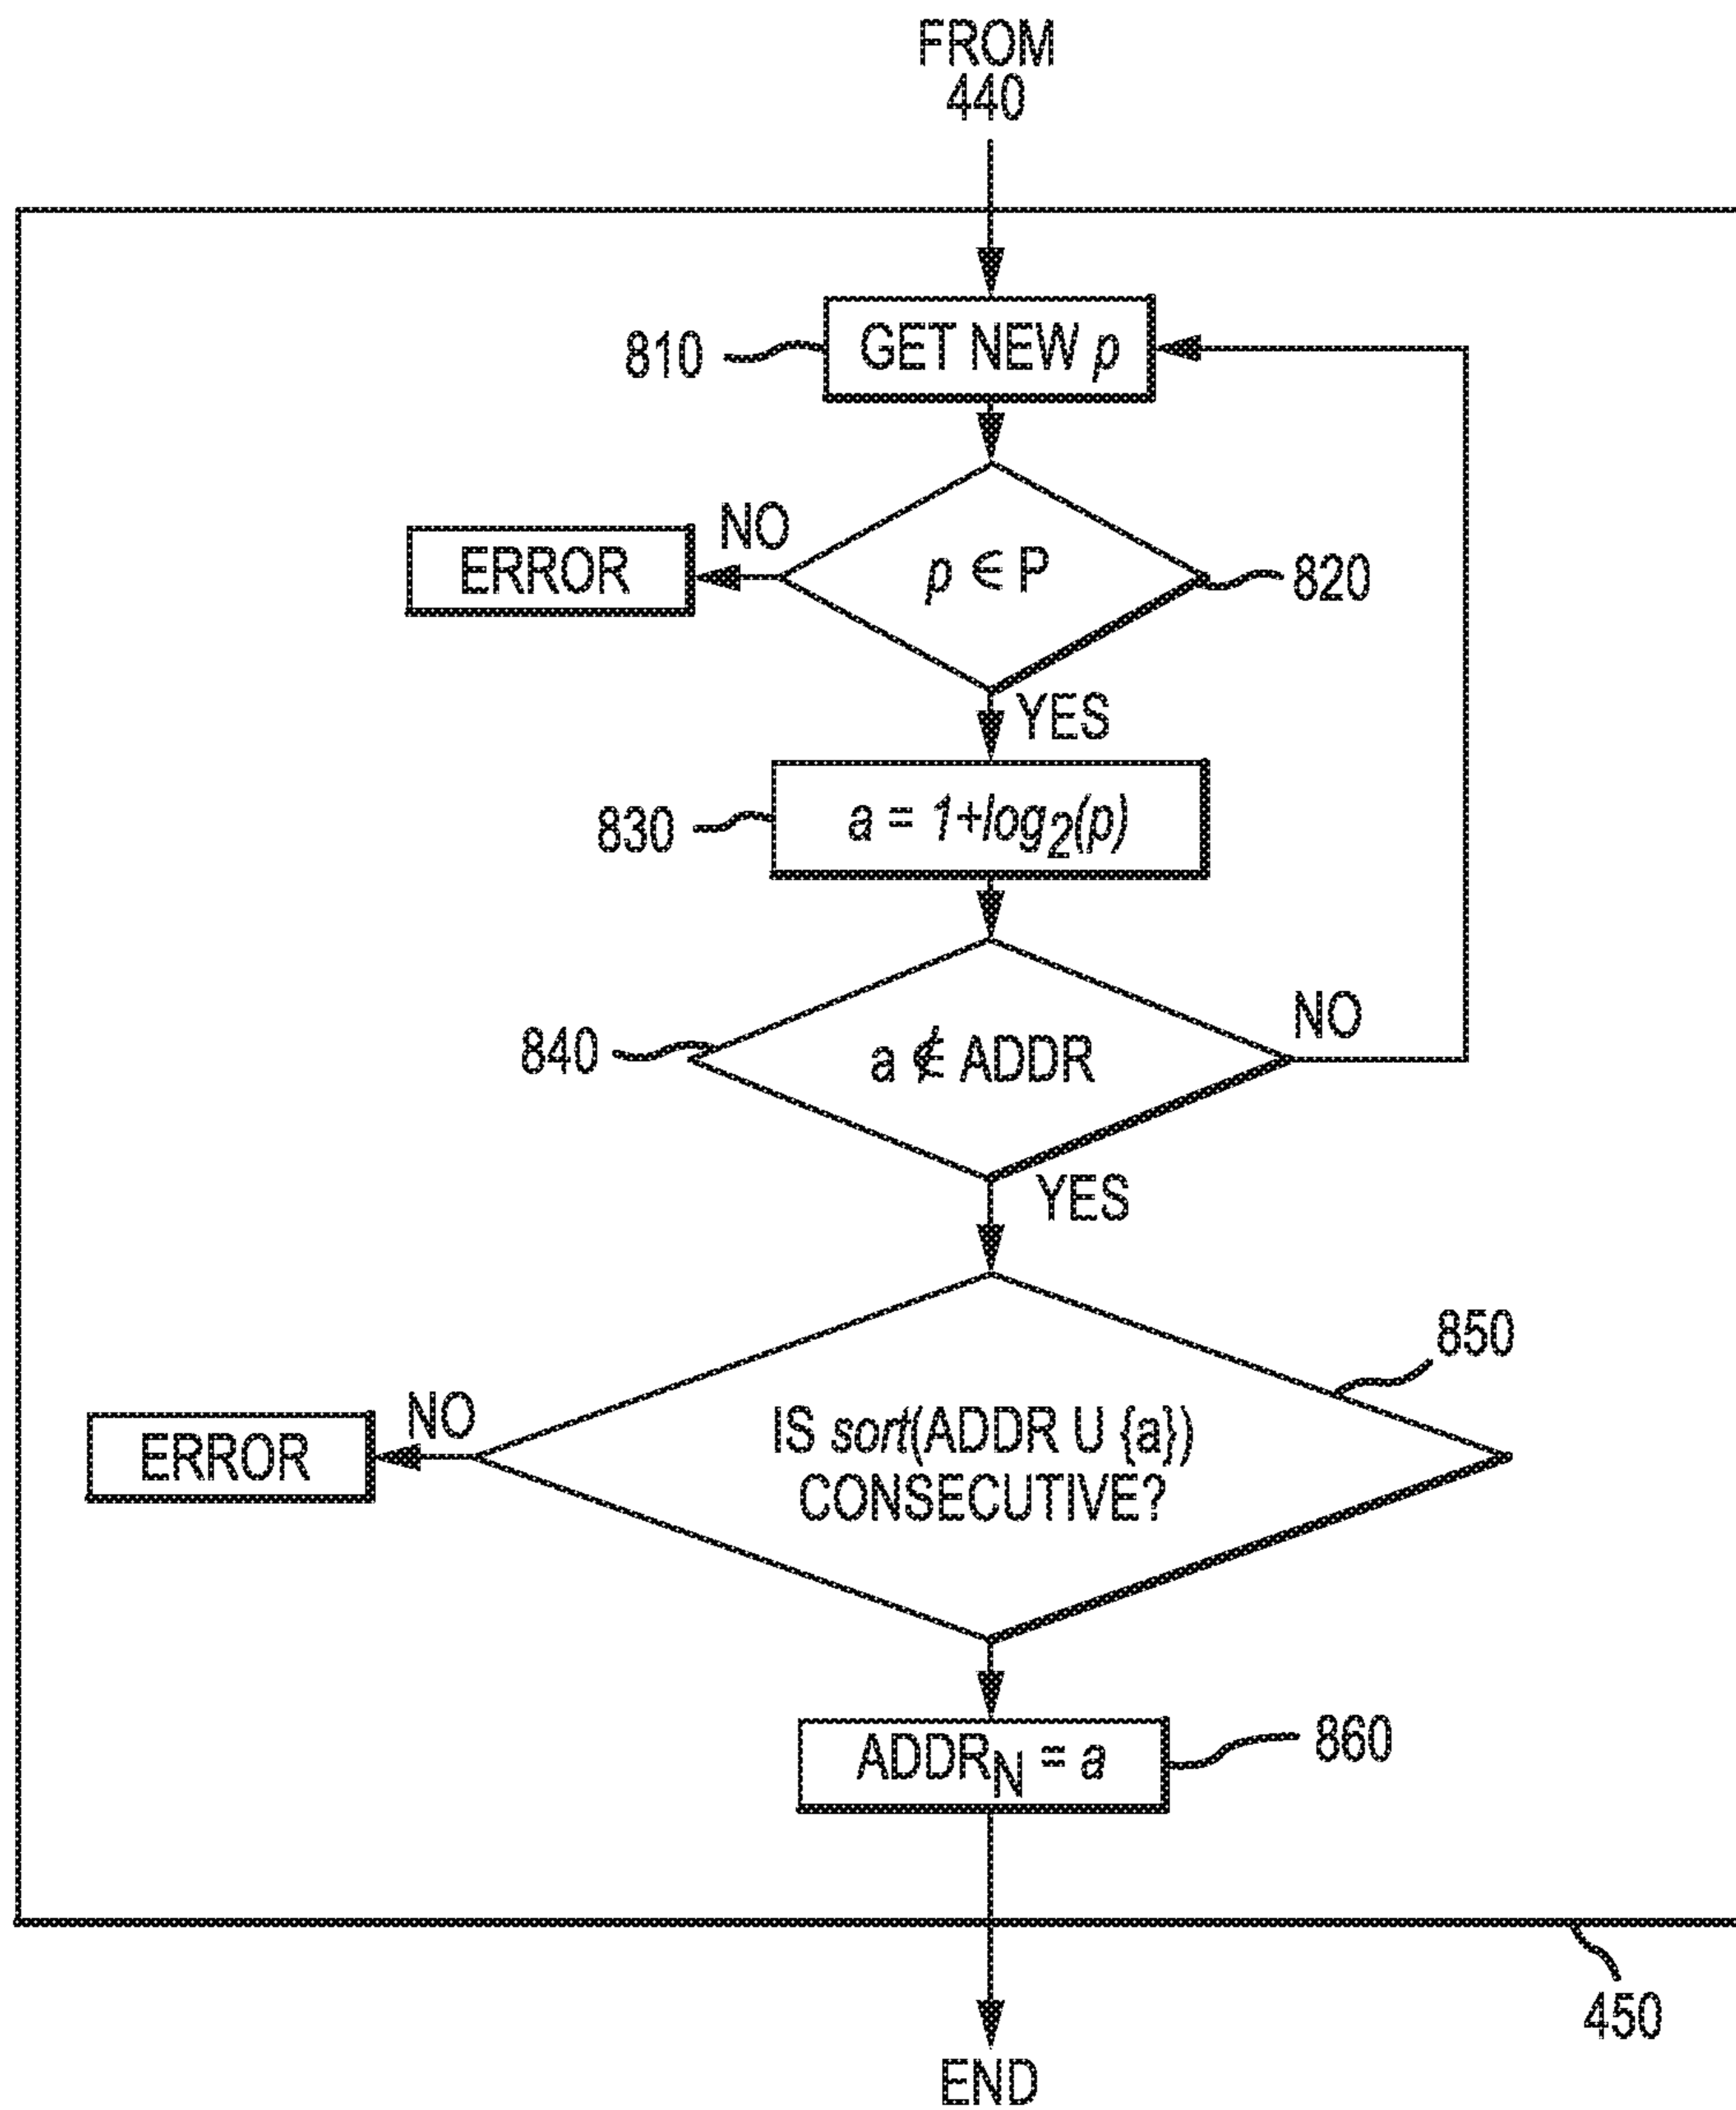 FROM
440
810
GET NEW p
NO
ERROR
p ∈ P
820
YES
830
a = 1+log₂(p)
840
a ∉ ADDR
NO
YES
850
NO
ERROR
IS sort(ADDR U {a})
CONSECUTIVE?
ADDR_N = a
860
450
END